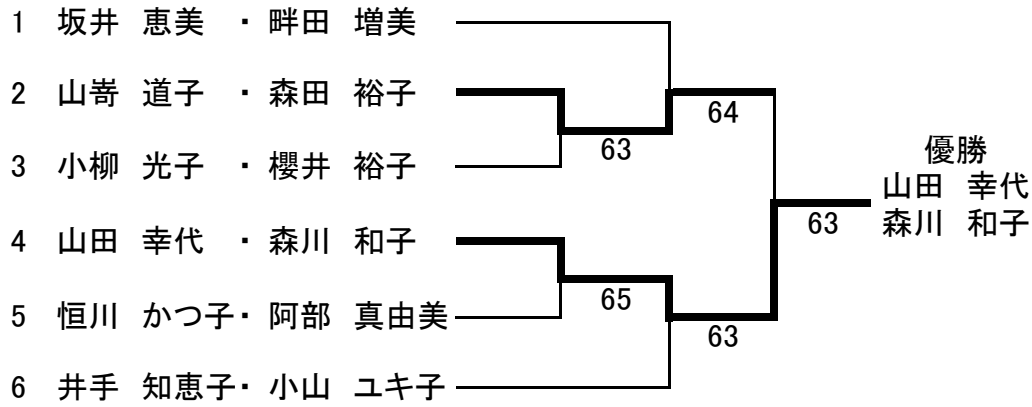 1 坂井 恵美 ・ 畔田 増美
2 山嵜 道子 ・ 森田 裕子
64
63
3 小柳 光子 ・ 櫻井 裕子
優勝
山田 幸代
森川 和子
63
4 山田 幸代 ・ 森川 和子
65
5 恒川 かつ子・ 阿部 真由美
63
6 井手 知恵子・ 小山 ユキ子